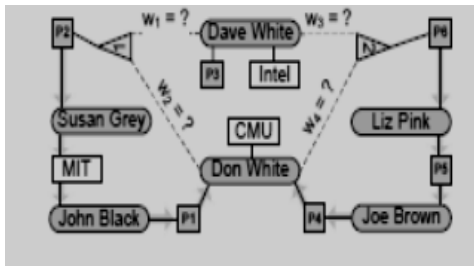 P2 w₁ = ? Dave White w₃ = ? P6
1 2
P3 Intel
w₂ = ? w₄ = ?
Susan Grey CMU Liz Pink
MIT Don White P5
John Black P1 P4 Joe Brown